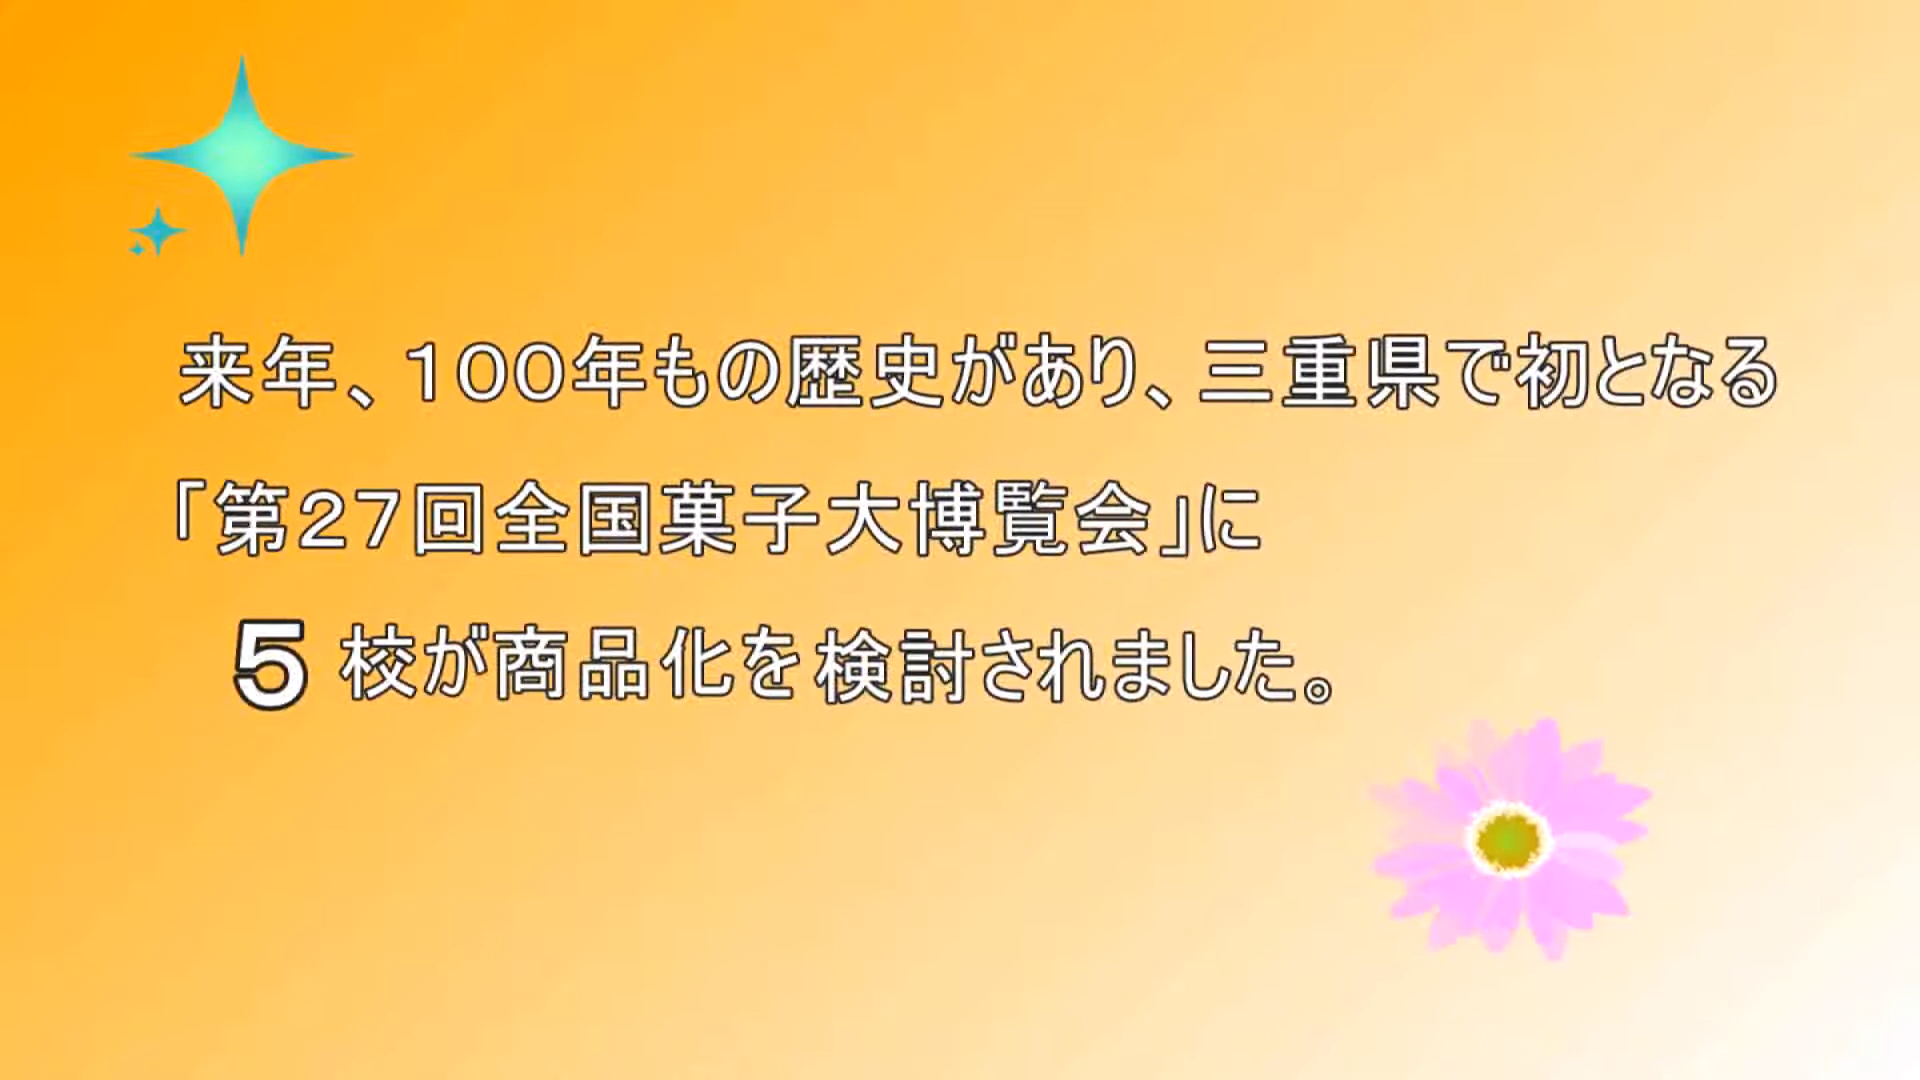 来年、１００年もの歴史があり、三重県で初となる
「第２７回全国菓子大博覧会」に
５校が商品化を検討されました。